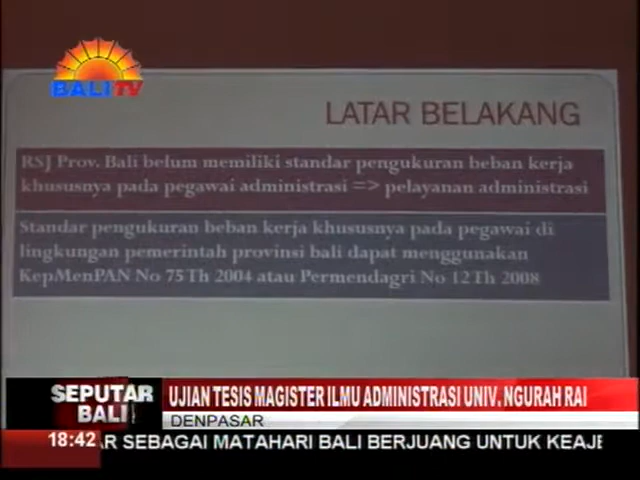 BALI TV
LATAR BELAKANG
RSJ Prov. Bali belum memiliki standar pengukuran beban kerja
khususnya pada pegawai administrasi => pelayanan administrasi
Standar pengukuran beban kerja khususnya pada pegawai di
lingkungan pemerintah provinsi bali dapat menggunakan
KepMenPAN No 75 Th 2004 atau Permendagri No 12 Th 2008
SEPUTAR
BALI
UJIAN TESIS MAGISTER ILMU ADMINISTRASI UNIV. NGURAH RAI
DENPASAR
18:42 AR SEBAGAI MATAHARI BALI BERJUANG UNTUK KEAJE